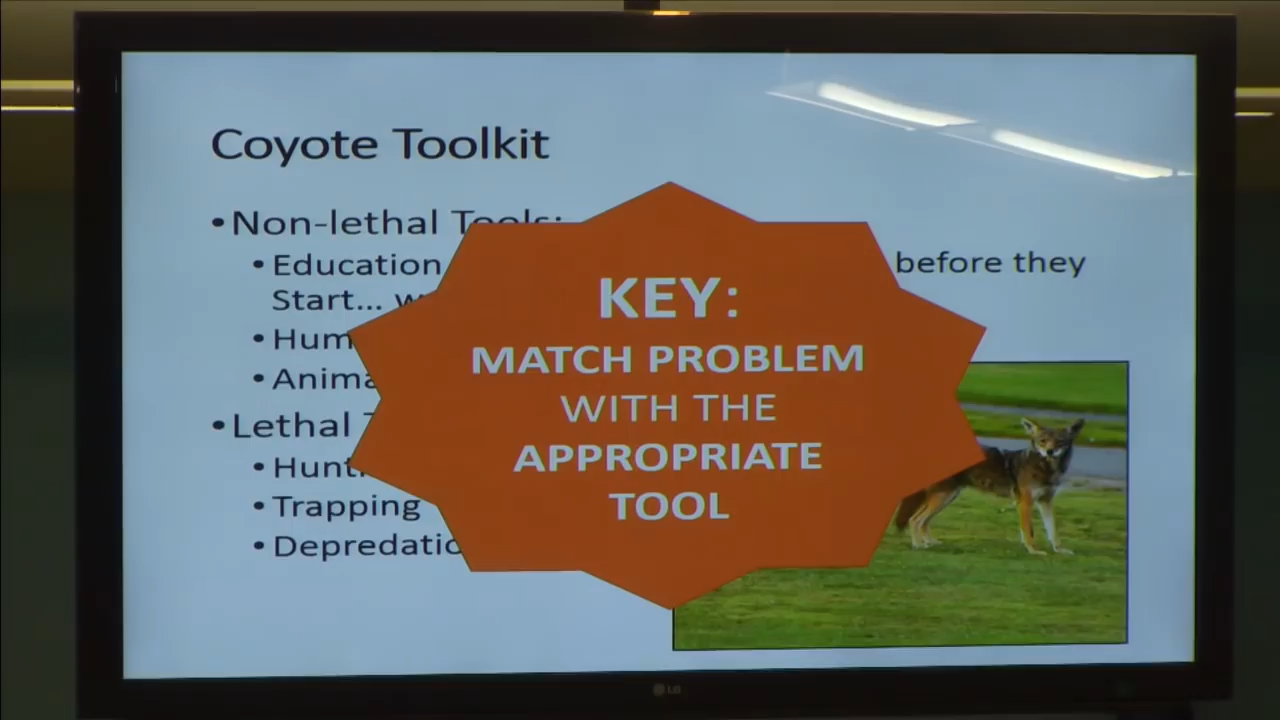 Coyote Toolkit
• Non-lethal Tools:
• Education before they
Start...
• Hum
• Anima
• Lethal
• Hunt
• Trapping
• Depredatio
KEY:
MATCH PROBLEM
WITH THE
APPROPRIATE
TOOL
LG